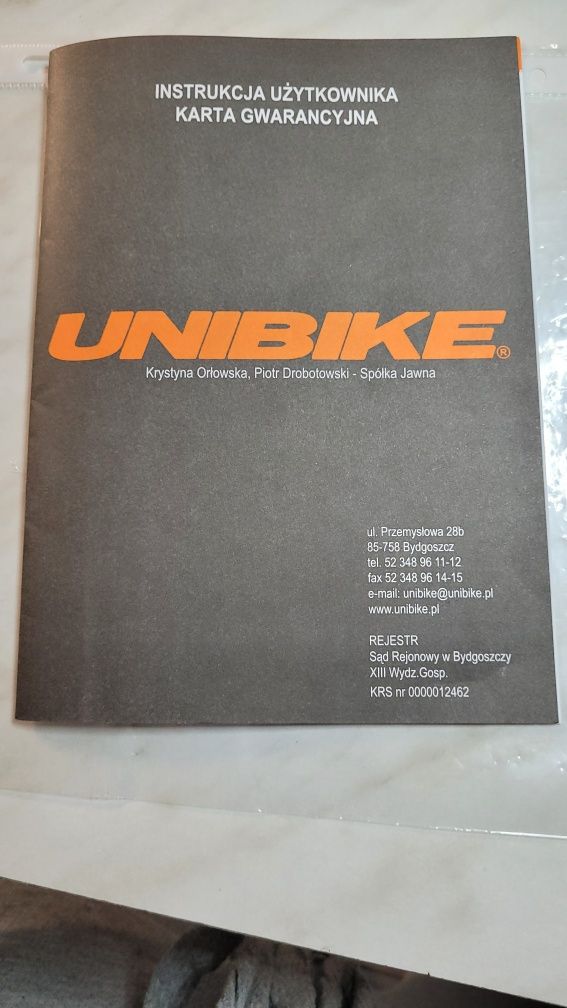 INSTRUKCJA UŻYTKOWNIKA
KARTA GWARANCYJNA
UNIBIKE®
Krystyna Orłowska, Piotr Drobotowski - Spółka Jawna
ul. Przemysłowa 28b
85-758 Bydgoszcz
tel. 52 348 96 11-12
fax 52 348 96 14-15
e-mail: unibike@unibike.pl
www.unibike.pl
REJESTR
Sąd Rejonowy w Bydgoszczy
XIII Wydz.Gosp.
KRS nr 0000012462